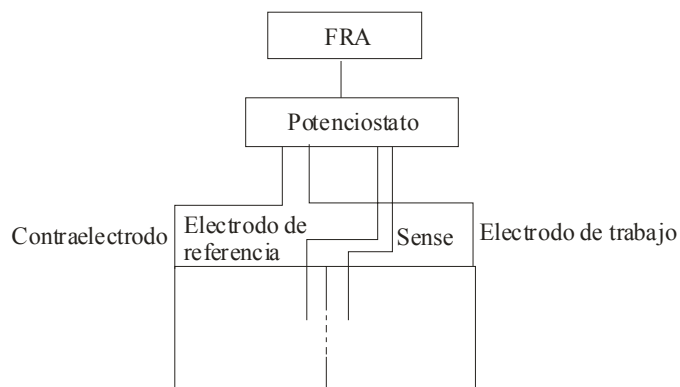 FRA
Potenciostato
Contraelectrodo
Electrodo de
referencia
Sense
Electrodo de trabajo